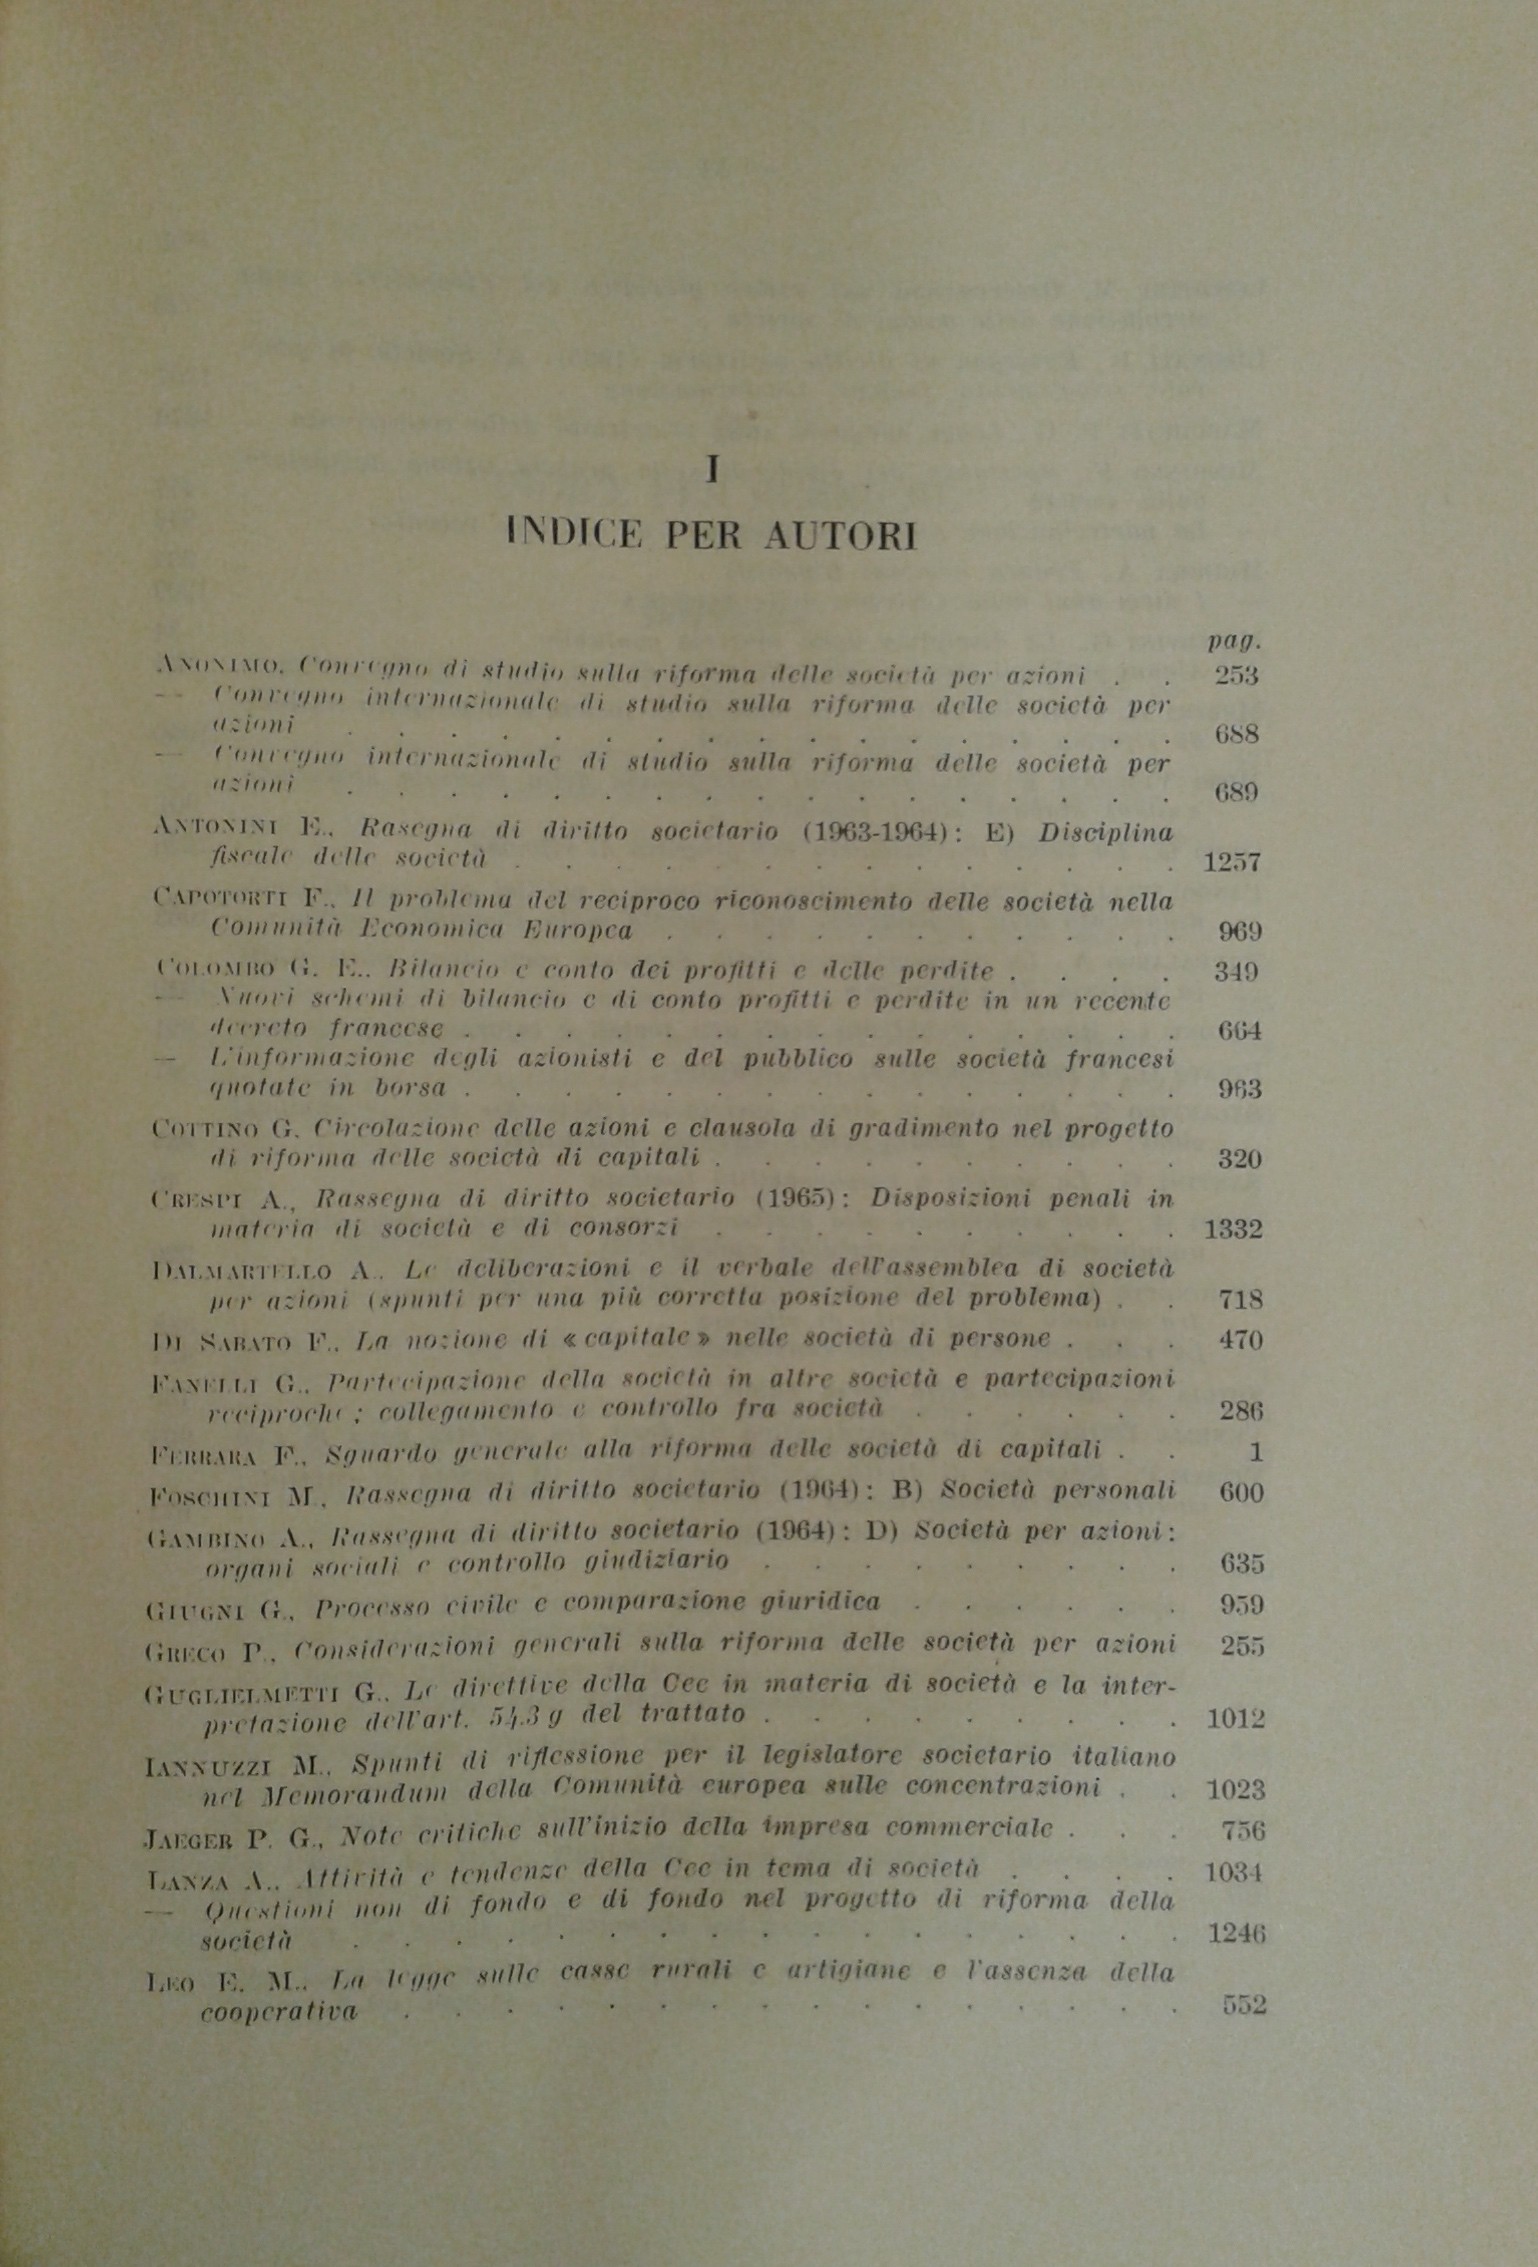 I
INDICE PER AUTORI
pag.
ANONIMO, Convegno di studio sulla riforma delle società per azioni . . 253
— Convegno internazionale di studio sulla riforma delle società per
azioni . . . . . . . . . . . . . . . . . 688
— Convegno internazionale di studio sulla riforma delle società per
azioni . . . . . . . . . . . . . . . . . 689
ANTONINI E., Rasegna di diritto societario (1963-1964): E) Disciplina
fiscale delle società . . . . . . . . . . . . . 1257
CAPOTORTI F., Il problema del reciproco riconoscimento delle società nella
Comunità Economica Europea . . . . . . . . . . . 969
COLOMBO G. E., Bilancio e conto dei profitti e delle perdite . . . . 349
— Nuovi schemi di bilancio e di conto profitti e perdite in un recente
decreto francese . . . . . . . . . . . . . . . 664
— L'informazione degli azionisti e del pubblico sulle società francesi
quotate in borsa . . . . . . . . . . . . . . . 963
COTTINO G. Circolazione delle azioni e clausola di gradimento nel progetto
di riforma delle società di capitali . . . . . . . . . . 320
CRESPI A., Rassegna di diritto societario (1965): Disposizioni penali in
materia di società e di consorzi . . . . . . . . . . 1332
DALMARTELLO A., Le deliberazioni e il verbale dell'assemblea di società
per azioni (spunti per una più corretta posizione del problema) . . 718
DI SABATO F., La nozione di « capitale » nelle società di persone . . . 470
FANELLI G., Partecipazione della società in altre società e partecipazioni
reciproche; collegamento e controllo fra società . . . . . . 286
FERRARA F., Sguardo generale alla riforma delle società di capitali . . 1
FOSCHINI M., Rassegna di diritto societario (1964): B) Società personali 600
GAMBINO A., Rassegna di diritto societario (1964): D) Società per azioni:
organi sociali e controllo giudiziario . . . . . . . . . 635
GIUGNI G., Processo civile e comparazione giuridica . . . . . . 959
GRECO P., Considerazioni generali sulla riforma delle società per azioni 255
GUGLIELMETTI G., Le direttive della Cee in materia di società e la inter-
pretazione dell'art. 54.3 g del trattato . . . . . . . . . 1012
IANNUZZI M., Spunti di riflessione per il legislatore societario italiano
nel Memorandum della Comunità europea sulle concentrazioni . . 1023
JAEGER P. G., Note critiche sull'inizio della impresa commerciale . . . 756
LANZA A., Attività e tendenze della Cee in tema di società . . . . 1034
— Questioni non di fondo e di fondo nel progetto di riforma della
società . . . . . . . . . . . . . . . . . 1246
LEO E. M., La legge sulle casse rurali e artigiane e l'assenza della
cooperativa . . . . . . . . . . . . . . . . 552